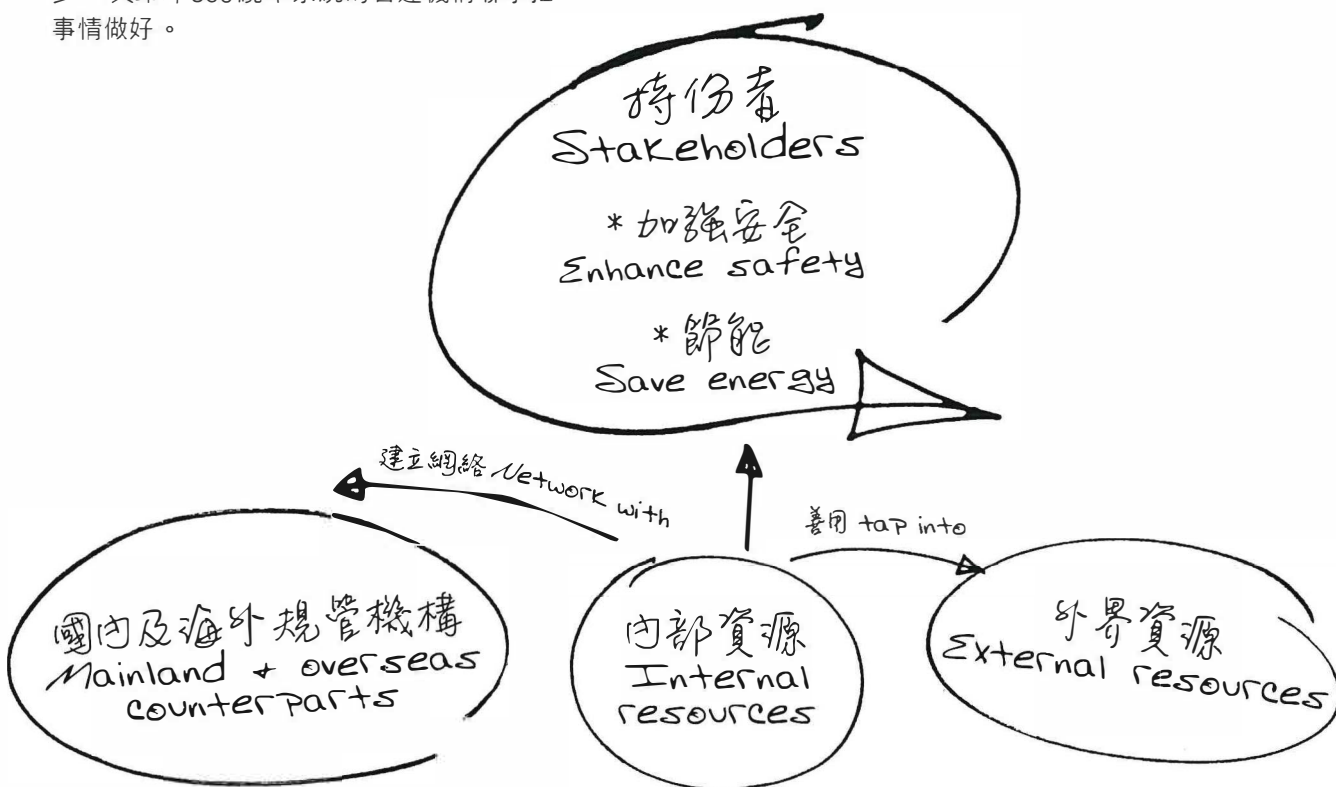 事情做好。
持份者
Stakeholders
*加強安全
Enhance safety
*節能
Save energy
建立網絡 Network with
善用 tap into
國內及海外規管機構
Mainland + overseas
counterparts
內部資源
Internal
resources
外界資源
External resources